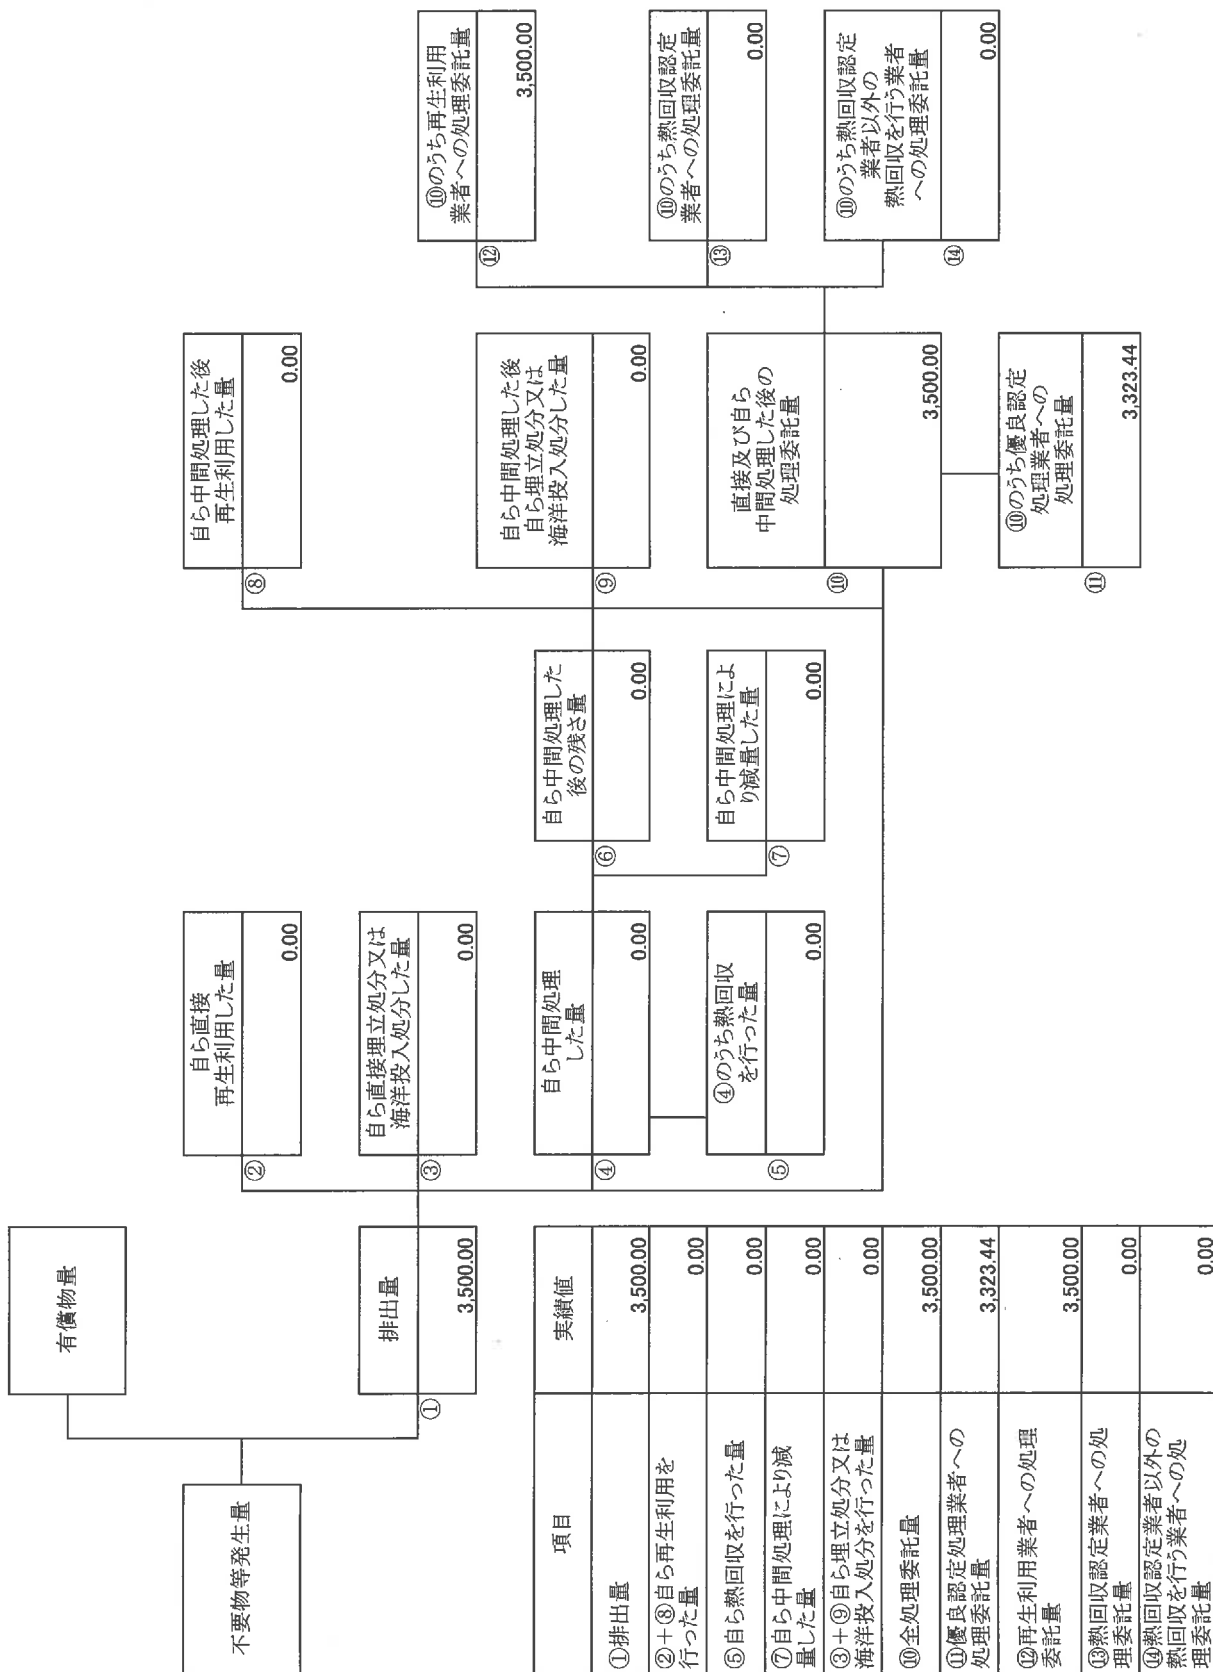 有償物量
不要物等発生量
①
排出量
3,500.00
②
自ら直接
再生利用した量
0.00
③
自ら直接埋立処分又は
海洋投入処分した量
0.00
④
自ら中間処理
した量
0.00
⑤
④のうち熱回収
を行った量
0.00
⑥
自ら中間処理した
後の残さ量
0.00
⑦
自ら中間処理によ
り減量した量
0.00
⑧
自ら中間処理した後
再生利用した量
0.00
⑨
自ら中間処理した後
自ら埋立処分又は
海洋投入処分した量
0.00
⑩
直接及び自ら
中間処理した後の
処理委託量
3,500.00
⑪
⑩のうち優良認定
処理業者への
処理委託量
3,323.44
⑫
⑩のうち再生利用
業者への処理委託量
3,500.00
⑬
⑩のうち熱回収認定
業者への処理委託量
0.00
⑭
⑩のうち熱回収認定
業者以外の
熱回収を行う業者
への処理委託量
0.00
項目
実績値
①排出量
3,500.00
②+⑧自ら再生利用を
行った量
0.00
⑤自ら熱回収を行った量
0.00
⑦自ら中間処理により減
量した量
0.00
③+⑨自ら埋立処分又は
海洋投入処分を行った量
0.00
⑩全処理委託量
3,500.00
⑪優良認定処理業者への
処理委託量
3,323.44
⑫再生利用業者への処理
委託量
3,500.00
⑬熱回収認定業者への処
理委託量
0.00
⑭熱回収認定業者以外の
熱回収を行う業者への処
理委託量
0.00